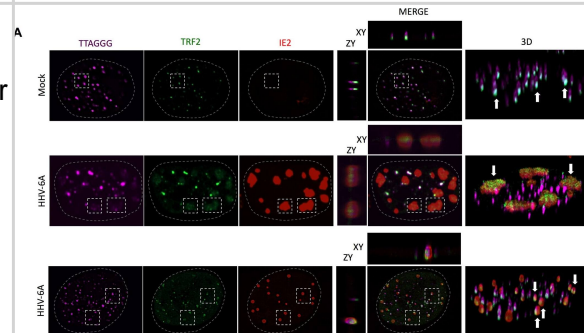 r
A
MERGE
TTAGGG TRF2 IE2 XY 3D
ZY
Mock
XY
ZY
HHV-6A
XY
ZY
HHV-6A